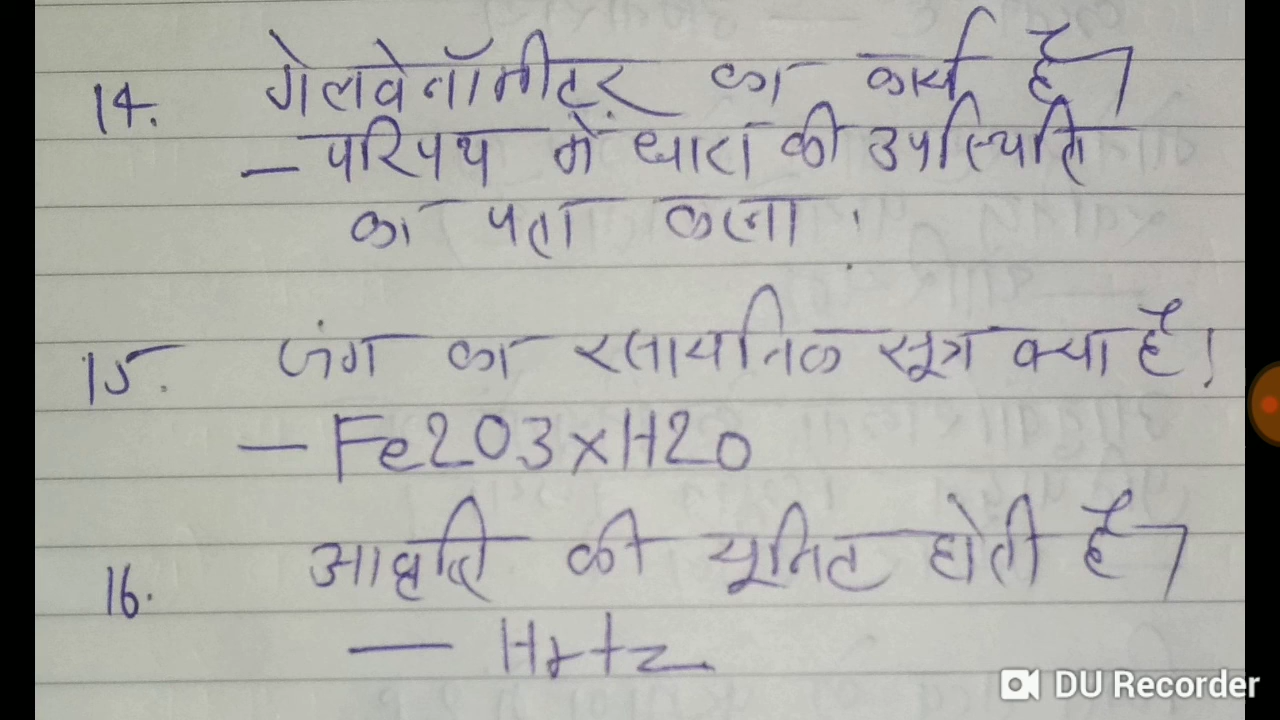 14. गेलवेनॉमीटर का कार्य है।
– परिपथ में धारा की उपस्थिति
का पता करना ।
15. जंग का रसायनिक सूत्र क्या है।
– Fe2O3xH2O
16. आवृति की यूनिट होती है।
– Hrtz
DU Recorder